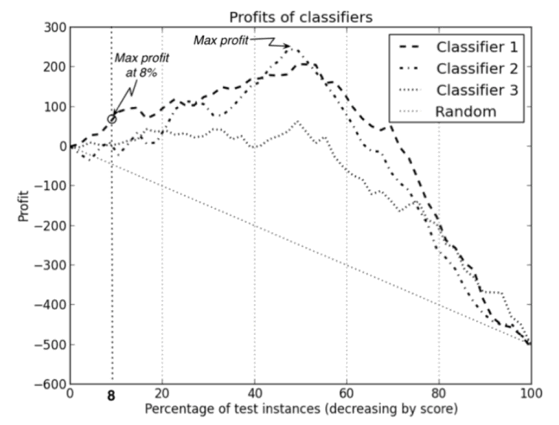 Profits of classifiers
300
200
100
0
−100
−200
−300
−400
−500
−600
Profit
Max profit
at 8%
Max profit
Classifier 1
Classifier 2
Classifier 3
Random
0
8
20
40
60
80
100
Percentage of test instances (decreasing by score)